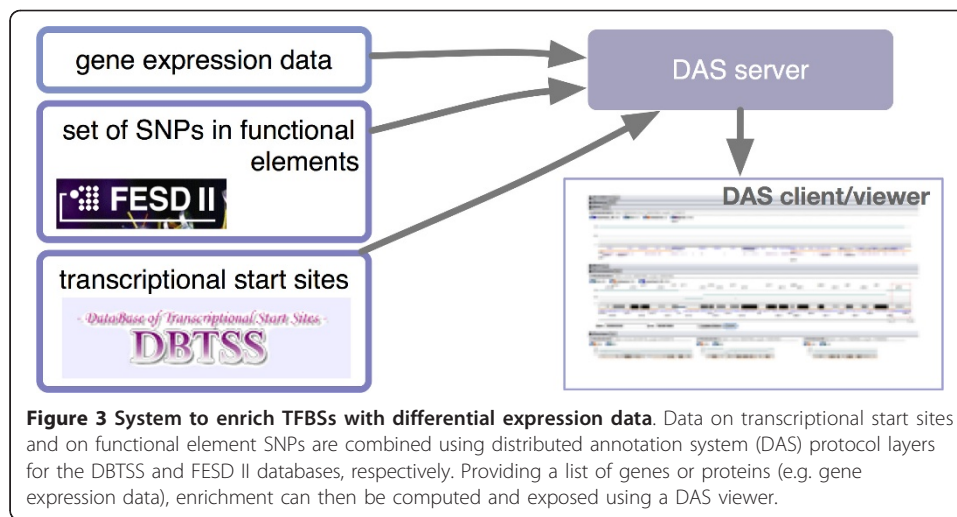 gene expression data
DAS server
set of SNPs in functional
elements
FESD II
DAS client/viewer
transcriptional start sites
- DataBase of Transcriptional Start Sites -
DBTSS
Figure 3 System to enrich TFBSs with differential expression data. Data on transcriptional start sites
and on functional element SNPs are combined using distributed annotation system (DAS) protocol layers
for the DBTSS and FESD II databases, respectively. Providing a list of genes or proteins (e.g. gene
expression data), enrichment can then be computed and exposed using a DAS viewer.